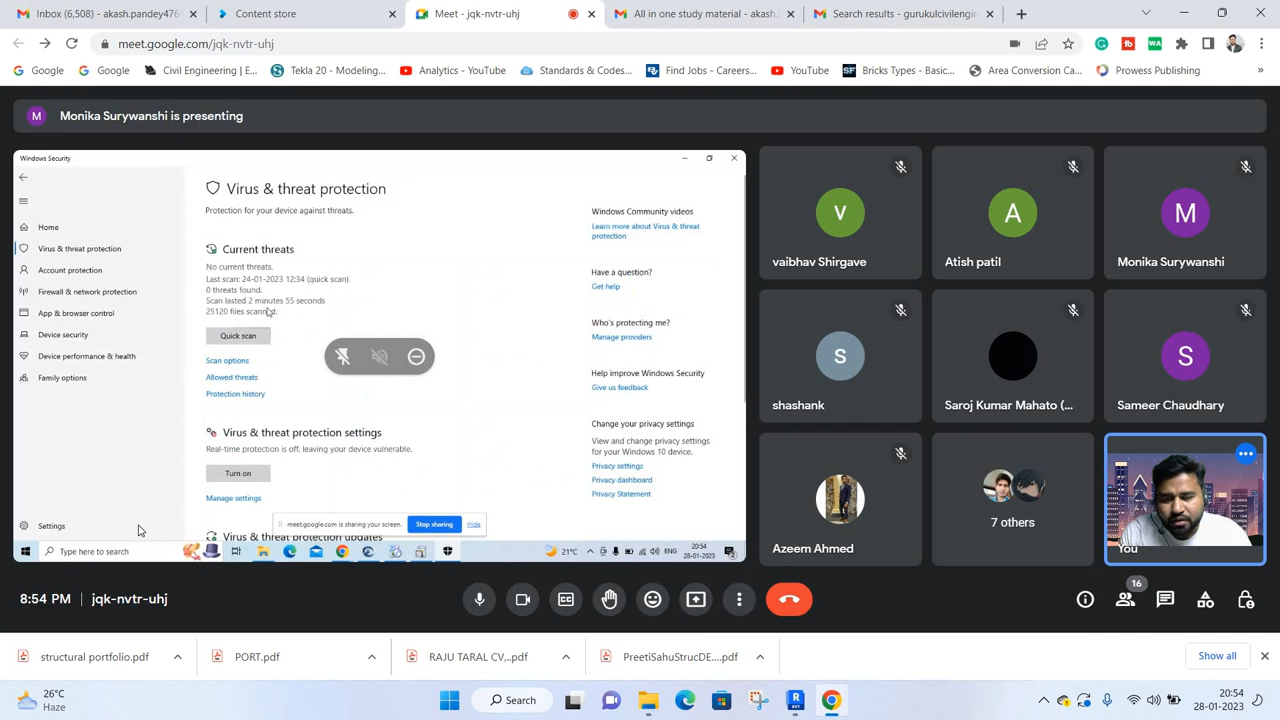 Inbox (6,508) - akash.pandey476
Content store
Meet - jqk-nvtr-uhj
All in one study material - akash.
Search results - gurukulcivilengin
meet.google.com/jqk-nvtr-uhj
Google
Google
Civil Engineering | E...
Tekla 20 - Modeling...
Analytics - YouTube
Standards & Codes...
Find Jobs - Careers...
YouTube
Bricks Types - Basic...
Area Conversion Ca...
Prowess Publishing
»
M
Monika Surywanshi is presenting
Windows Security
Home
Virus & threat protection
Account protection
Firewall & network protection
App & browser control
Device security
Device performance & health
Family options
Settings
Virus & threat protection
Protection for your device against threats.
Current threats
No current threats.
Last scan: 24-01-2023 12:34 (quick scan)
0 threats found.
Scan lasted 2 minutes 55 seconds
25120 files scanned.
Quick scan
Scan options
Allowed threats
Protection history
Virus & threat protection settings
Real-time protection is off, leaving your device vulnerable.
Turn on
Manage settings
Virus & threat protection updates
Windows Community videos
Learn more about Virus & threat
protection
Have a question?
Get help
Who's protecting me?
Manage providers
Help improve Windows Security
Give us feedback
Change your privacy settings
View and change privacy settings
for your Windows 10 device.
Privacy settings
Privacy dashboard
Privacy Statement
meet.google.com is sharing your screen.
Stop sharing
Hide
Type here to search
21°C
ENG
20:54
28-01-2023
V
vaibhav Shirgave
A
Atish patil
M
Monika Surywanshi
s
shashank
Saroj Kumar Mahato (...
S
Sameer Chaudhary
Azeem Ahmed
7 others
You
8:54 PM
jqk-nvtr-uhj
16
structural portfolio.pdf
PORT.pdf
RAJU TARAL CV,..pdf
PreetiSahuStrucDE....pdf
Show all
26°C
Haze
Search
20:54
28-01-2023